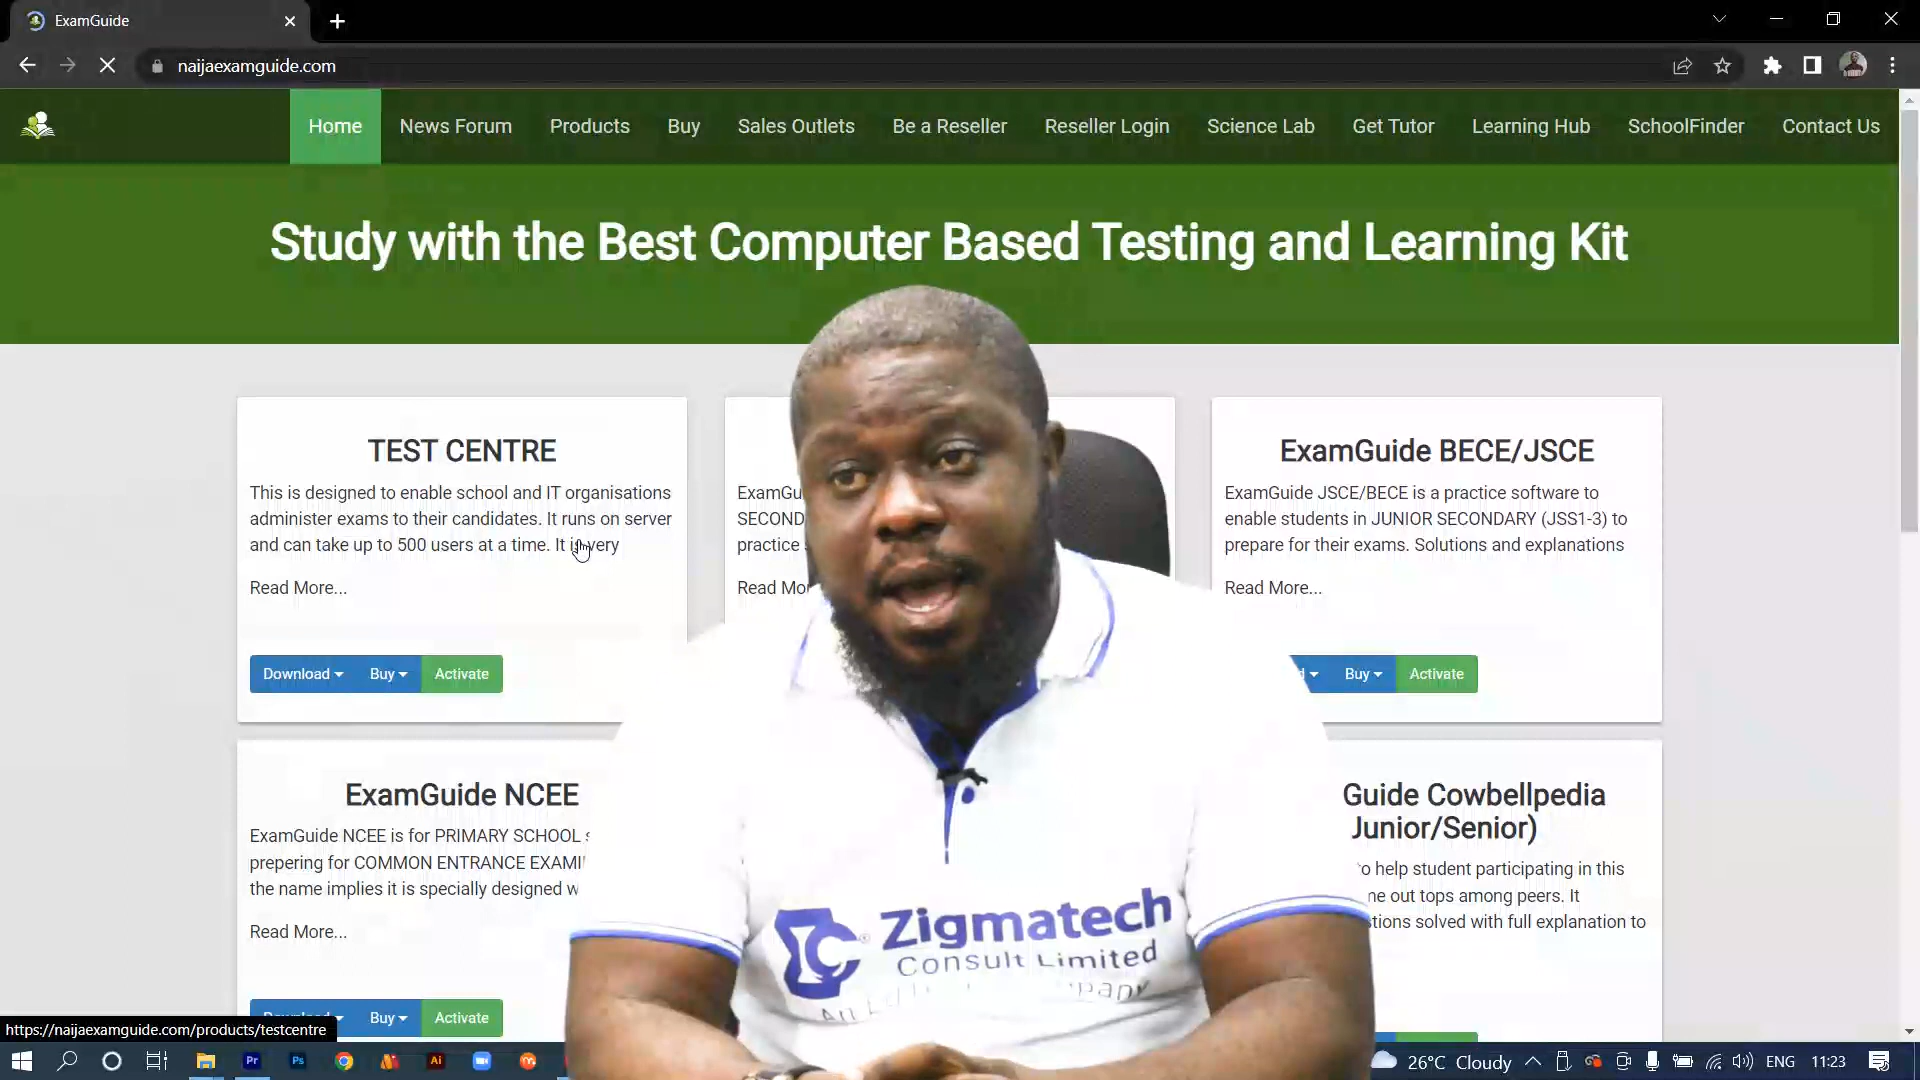 ExamGuide
naijaexamguide.com
Home News Forum Products Buy Sales Outlets Be a Reseller Reseller Login Science Lab Get Tutor Learning Hub SchoolFinder Contact Us
Study with the Best Computer Based Testing and Learning Kit
TEST CENTRE
This is designed to enable school and IT organisations
administer exams to their candidates. It runs on server
and can take up to 500 users at a time. It is very
Read More...
Download Buy Activate
ExamGu
SECOND
practice
Read Mor
ExamGuide BECE/JSCE
ExamGuide JSCE/BECE is a practice software to
enable students in JUNIOR SECONDARY (JSS1-3) to
prepare for their exams. Solutions and explanations
Read More...
Buy Activate
ExamGuide NCEE
ExamGuide NCEE is for PRIMARY SCHOOL
prepering for COMMON ENTRANCE EXAMI
the name implies it is specially designed w
Read More...
Download Buy Activate
Guide Cowbellpedia
Junior/Senior)
to help student participating in this
me out tops among peers. It
stions solved with full explanation to
Zigmatech
Consult Limited
https://naijaexamguide.com/products/testcentre
26°C Cloudy ENG 11:23